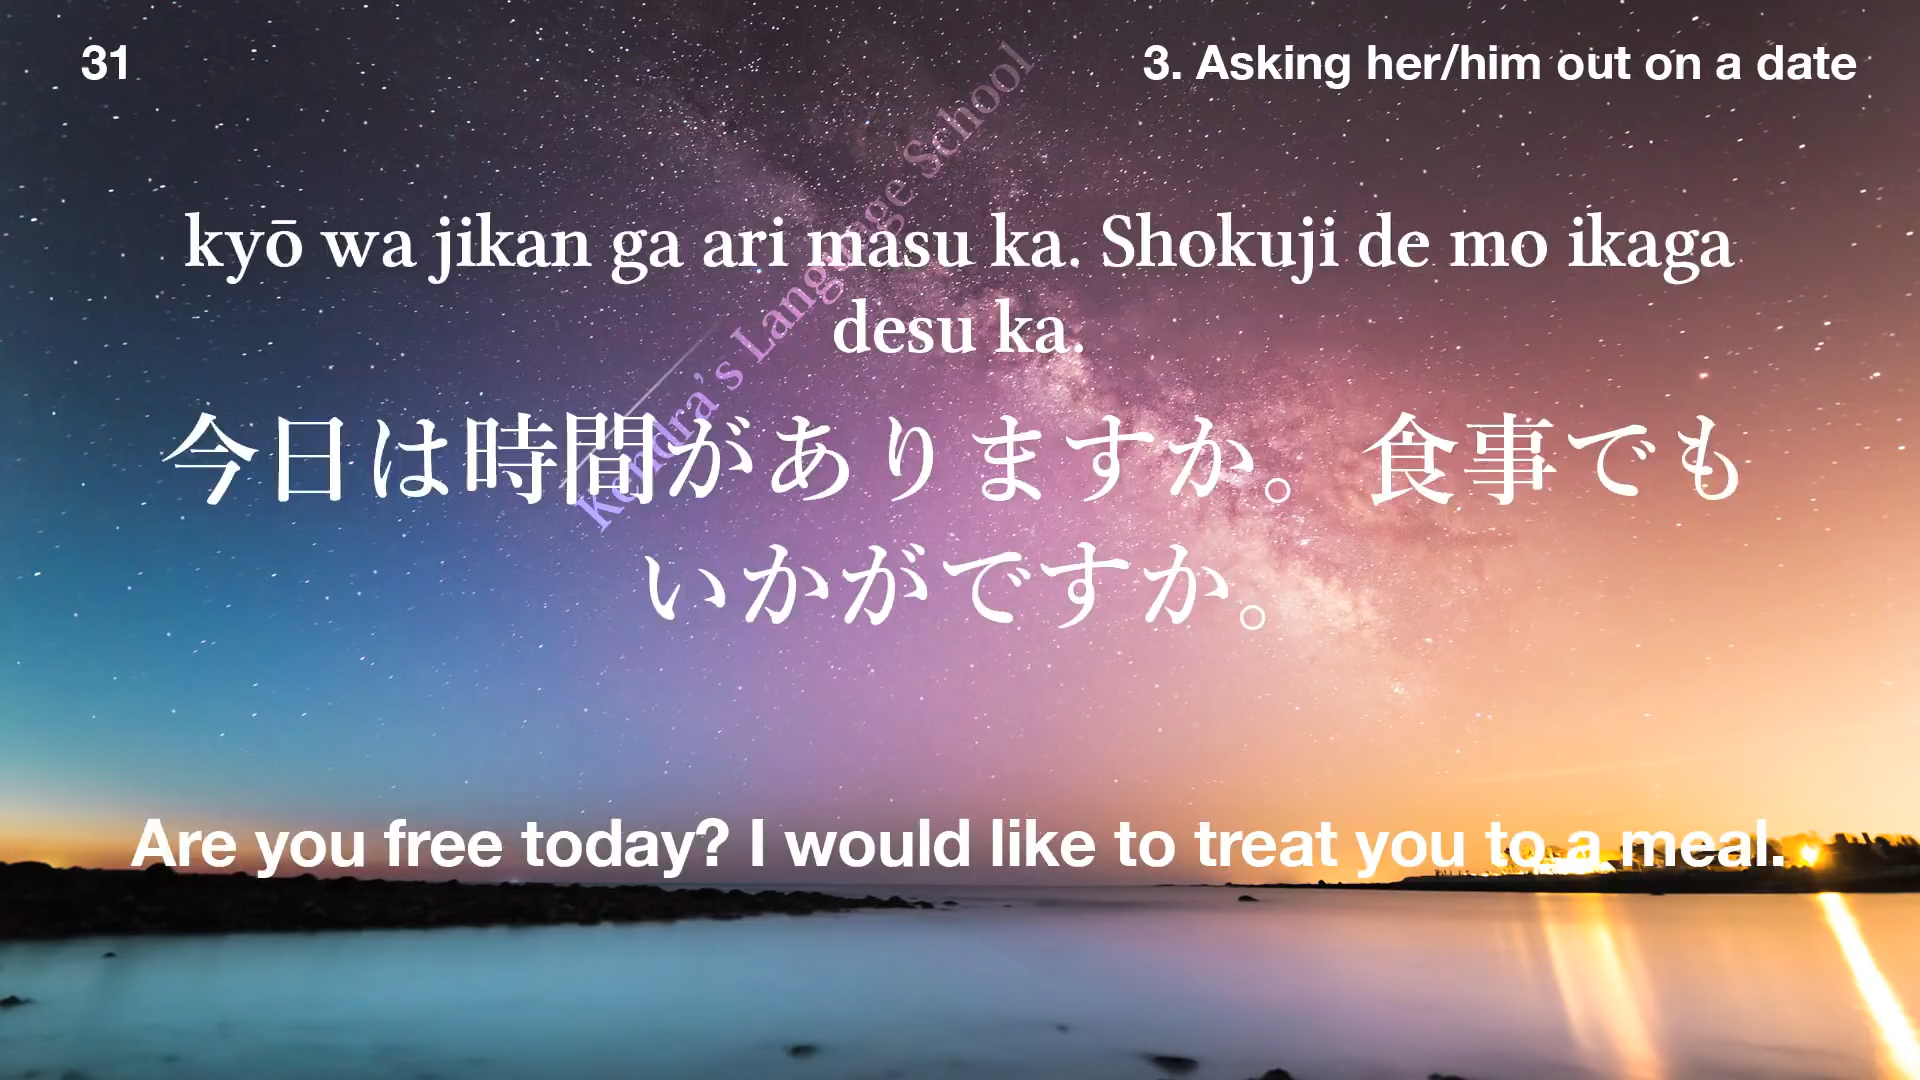 31
3. Asking her/him out on a date
kyō wa jikan ga ari masu ka. Shokuji de mo ikaga
desu ka.
今日は時間がありますか。食事でも
いかがですか。
Kendra's Language School
Are you free today? I would like to treat you to a meal.